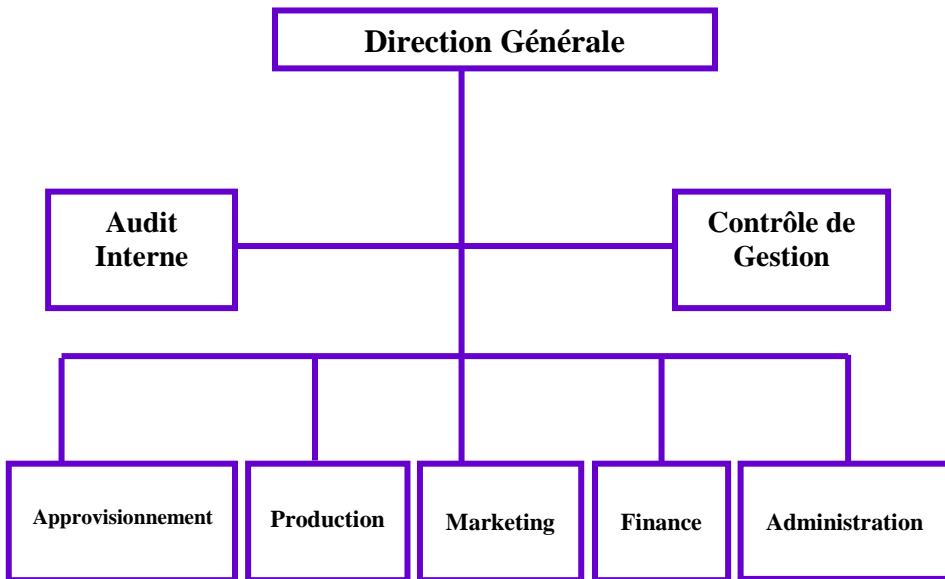 Direction Générale
Audit
Interne
Contrôle de
Gestion
Approvisionnement
Production
Marketing
Finance
Administration